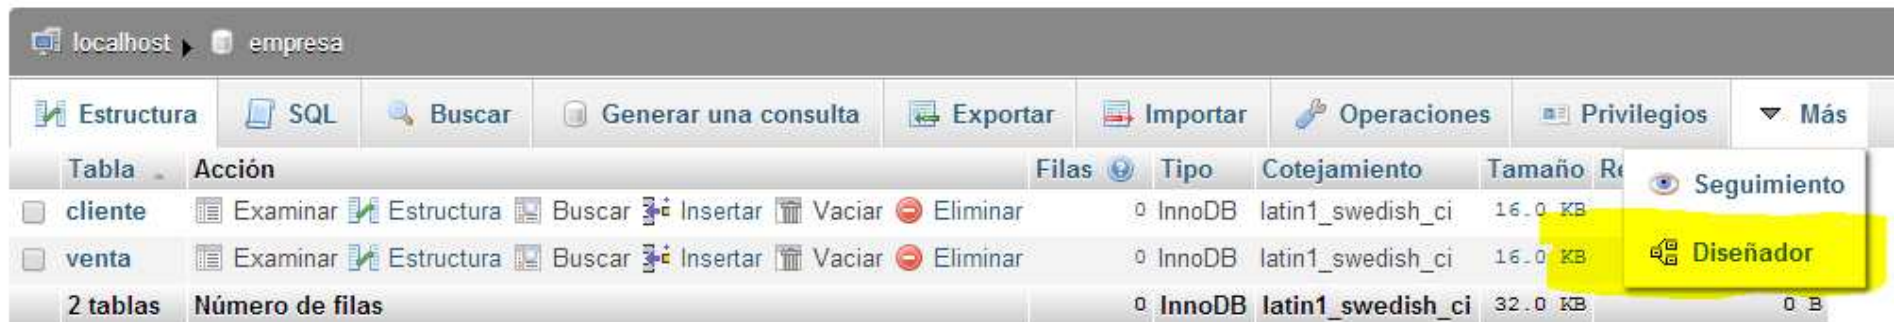 localhost empresa
Estructura SQL Buscar Generar una consulta Exportar Importar Operaciones Privilegios Más
Tabla Acción Filas Tipo Cotejamiento Tamaño
Seguimiento
cliente Examinar Estructura Buscar Insertar Vaciar Eliminar 0 InnoDB latin1_swedish_ci 16.0 KB
Diseñador
venta Examinar Estructura Buscar Insertar Vaciar Eliminar 0 InnoDB latin1_swedish_ci 16.0 KB
2 tablas Número de filas 0 InnoDB latin1_swedish_ci 32.0 KB 0 B